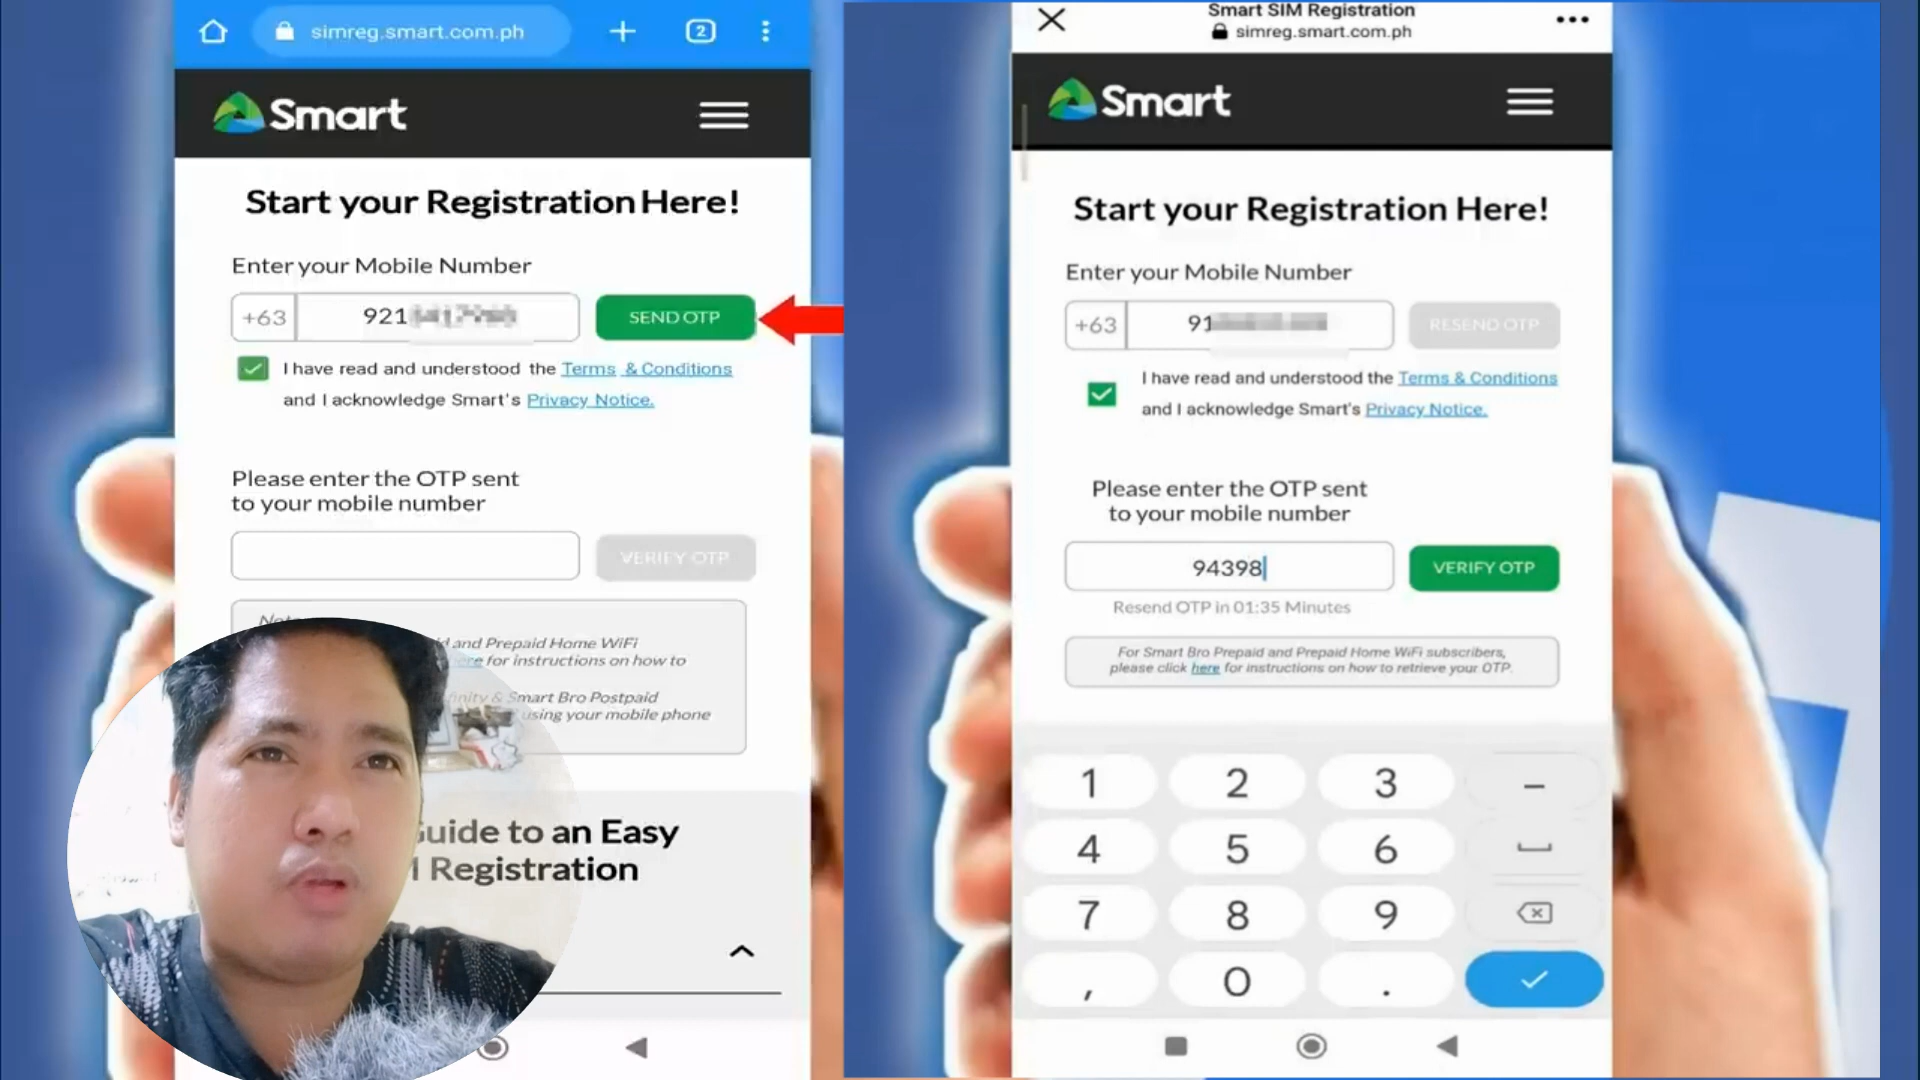 simreg.smart.com.ph
2
Smart
Start your Registration Here!
Enter your Mobile Number
+63
921
SEND OTP
I have read and understood the Terms & Conditions
and I acknowledge Smart's Privacy Notice.
Please enter the OTP sent
to your mobile number
VERIFY OTP
and Prepaid Home WiFi
for instructions on how to
& Smart Bro Postpaid
using your mobile phone
Guide to an Easy
Registration
Smart SIM Registration
simreg.smart.com.ph
Smart
Start your Registration Here!
Enter your Mobile Number
+63
91
RESEND OTP
I have read and understood the Terms & Conditions
and I acknowledge Smart's Privacy Notice.
Please enter the OTP sent
to your mobile number
94398
VERIFY OTP
Resend OTP in 01:35 Minutes
For Smart Bro Prepaid and Prepaid Home WiFi subscribers,
please click here for instructions on how to retrieve your OTP.
1 2 3 -
4 5 6
7 8 9
, 0 .